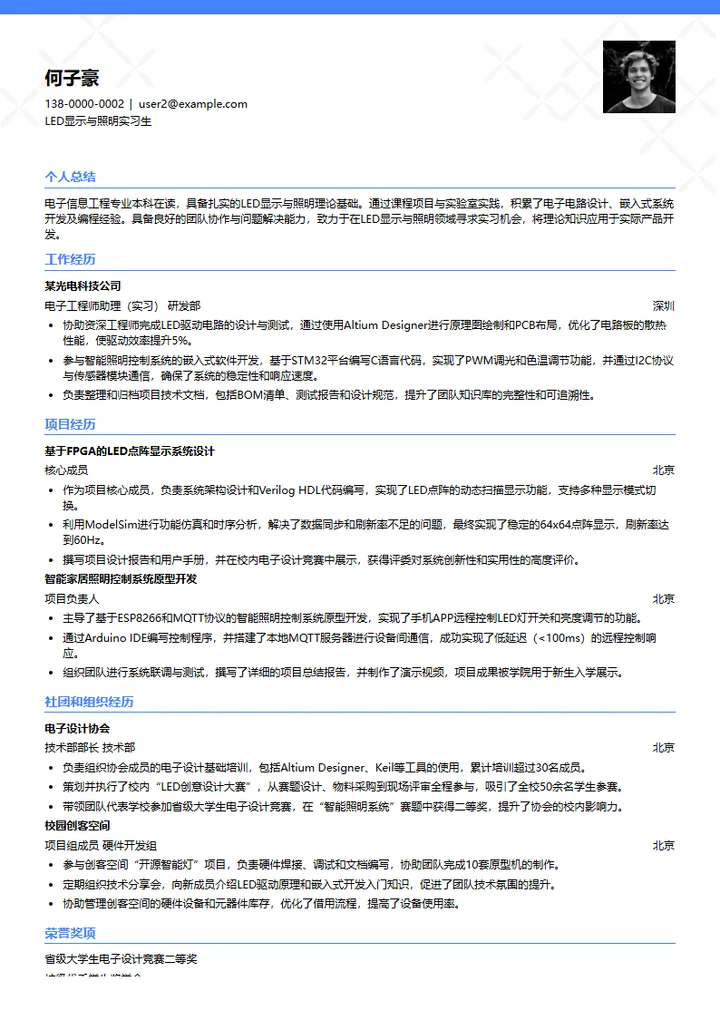 何子豪
138-0000-0002 | user2@example.com
LED显示与照明实习生
个人总结
电子信息工程专业本科在读，具备扎实的LED显示与照明理论基础。通过课程项目与实验室实践，积累了电子电路设计、嵌入式系统
开发及编程经验。具备良好的团队协作与问题解决能力，致力于在LED显示与照明领域寻求实习机会，将理论知识应用于实际产品开
发。
工作经历
某光电科技公司
电子工程师助理（实习） 研发部 深圳
• 协助资深工程师完成LED驱动电路的设计与测试，通过使用Altium Designer进行原理图绘制和PCB布局，优化了电路板的散热
性能，使驱动效率提升5%。
• 参与智能照明控制系统的嵌入式软件开发，基于STM32平台编写C语言代码，实现了PWM调光和色温调节功能，并通过I2C协议
与传感器模块通信，确保了系统的稳定性和响应速度。
• 负责整理和归档项目技术文档，包括BOM清单、测试报告和设计规范，提升了团队知识库的完整性和可追溯性。
项目经历
基于FPGA的LED点阵显示系统设计
核心成员 北京
• 作为项目核心成员，负责系统架构设计和Verilog HDL代码编写，实现了LED点阵的动态扫描显示功能，支持多种显示模式切
换。
• 利用ModelSim进行功能仿真和时序分析，解决了数据同步和刷新率不足的问题，最终实现了稳定的64x64点阵显示，刷新率达
到60Hz。
• 撰写项目设计报告和用户手册，并在校内电子设计竞赛中展示，获得评委对系统创新性和实用性的高度评价。
智能家居照明控制系统原型开发
项目负责人 北京
• 主导了基于ESP8266和MQTT协议的智能照明控制系统原型开发，实现了手机APP远程控制LED灯开关和亮度调节的功能。
• 通过Arduino IDE编写控制程序，并搭建了本地MQTT服务器进行设备间通信，成功实现了低延迟（<100ms）的远程控制响
应。
• 组织团队进行系统联调与测试，撰写了详细的项目总结报告，并制作了演示视频，项目成果被学院用于新生入学展示。
社团和组织经历
电子设计协会
技术部部长 技术部 北京
• 负责组织协会成员的电子设计基础培训，包括Altium Designer、Keil等工具的使用，累计培训超过30名成员。
• 策划并执行了校内“LED创意设计大赛”，从赛题设计、物料采购到现场评审全程参与，吸引了全校50余名学生参赛。
• 带领团队代表学校参加省级大学生电子设计竞赛，在“智能照明系统”赛题中获得二等奖，提升了协会的校内影响力。
校园创客空间
项目组成员 硬件开发组 北京
• 参与创客空间“开源智能灯”项目，负责硬件焊接、调试和文档编写，协助团队完成10套原型机的制作。
• 定期组织技术分享会，向新成员介绍LED驱动原理和嵌入式开发入门知识，促进了团队技术氛围的提升。
• 协助管理创客空间的硬件设备和元器件库存，优化了借用流程，提高了设备使用率。
荣誉奖项
省级大学生电子设计竞赛二等奖